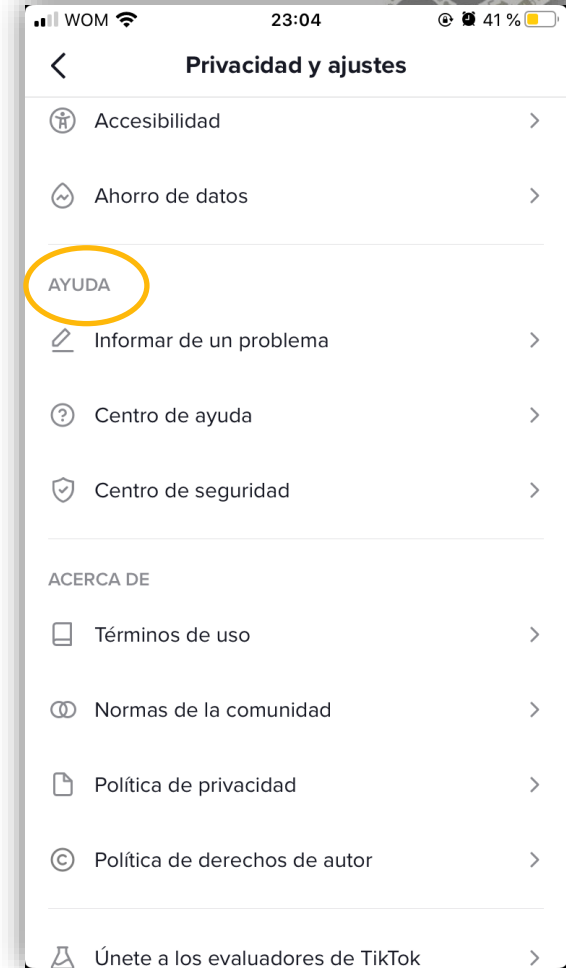 WOM 23:04 41 %
Privacidad y ajustes
Accesibilidad
Ahorro de datos
AYUDA
Informar de un problema
Centro de ayuda
Centro de seguridad
ACERCA DE
Términos de uso
Normas de la comunidad
Política de privacidad
Política de derechos de autor
Únete a los evaluadores de TikTok